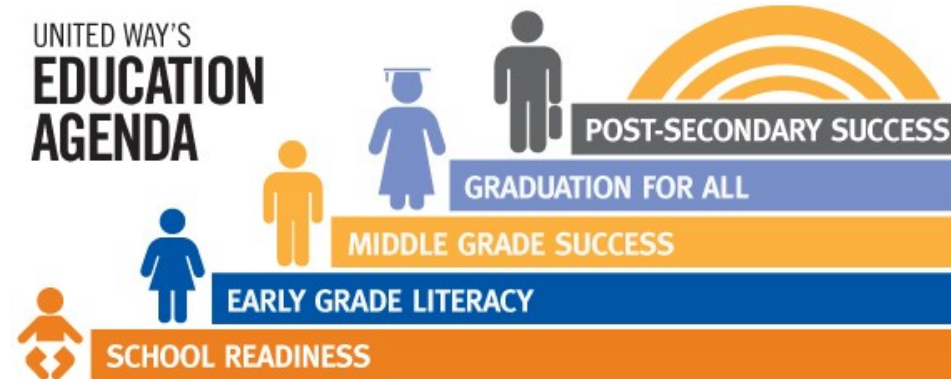 UNITED WAY'S
EDUCATION
AGENDA
POST-SECONDARY SUCCESS
GRADUATION FOR ALL
MIDDLE GRADE SUCCESS
EARLY GRADE LITERACY
SCHOOL READINESS